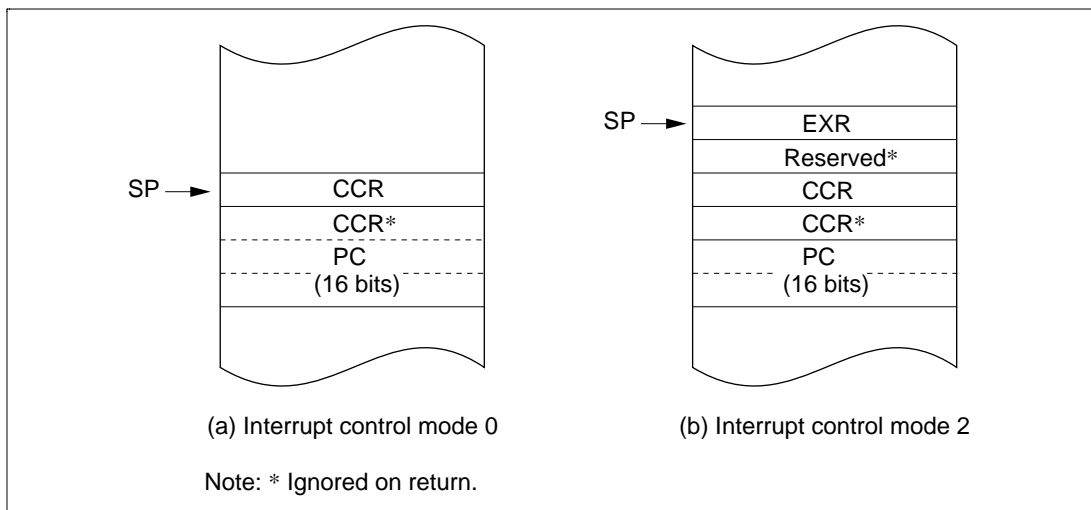 SP
CCR
CCR*
PC
(16 bits)
(a) Interrupt control mode 0
SP
EXR
Reserved*
CCR
CCR*
PC
(16 bits)
(b) Interrupt control mode 2
Note: * Ignored on return.